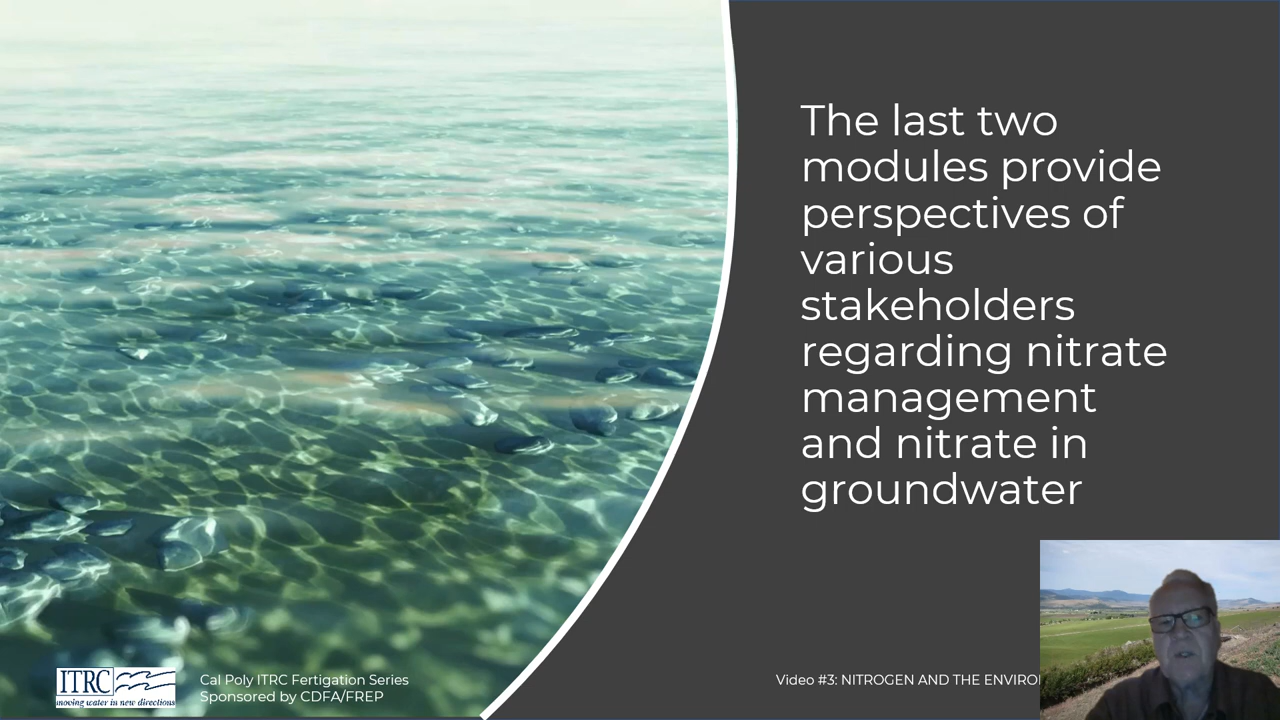 The last two
modules provide
perspectives of
various
stakeholders
regarding nitrate
management
and nitrate in
groundwater
ITRC
moving water in new directions
Cal Poly ITRC Fertigation Series
Sponsored by CDFA/FREP
Video #3: NITROGEN AND THE